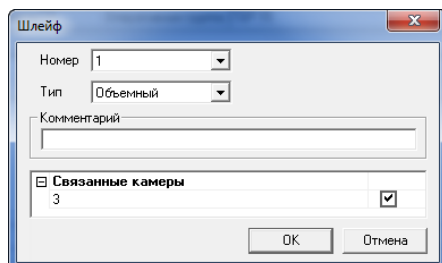 Шлейф
Номер 1
Тип Объемный
Комментарий
Связанные камеры
3
OK Отмена